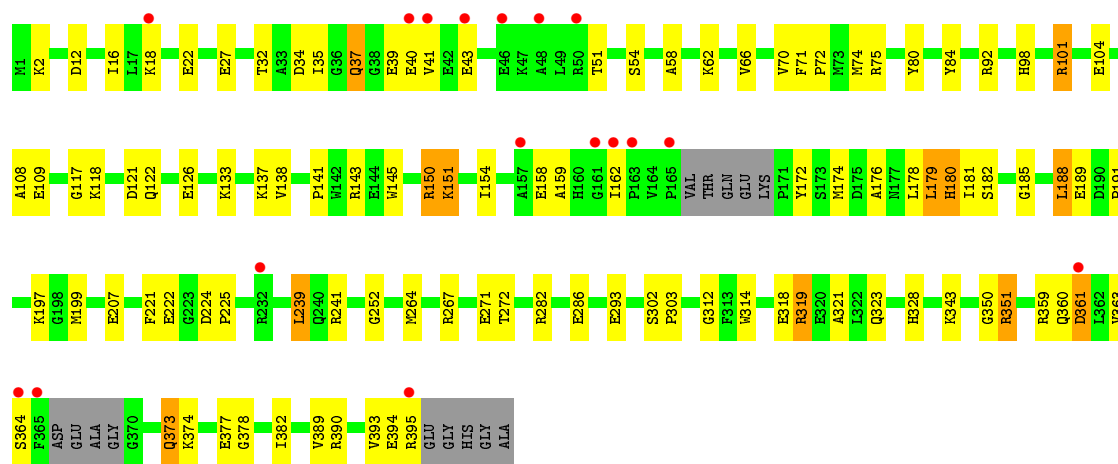 M1 K2 D12 I16 L17 K18 E22 E27 T32 A33 D34 I35 G36 Q37 G38 E39 E40 V41 E42 E43 E46 K47 A48 L49 R50 T51 S54 A58 K62 V66 V70 F71 P72 M73 M74 R75 Y80 Y84 R92 H98 R101 E104
A108 E109 G117 K118 D121 Q122 E126 K133 K137 V138 P141 W142 R143 E144 W145 R150 K151 I154 A157 E158 A159 H160 G161 I162 P163 V164 P165 VAL THR GLN GLU LYS P171 Y172 S173 M174 D175 A176 N177 L178 L179 H180 I181 S182 G185 L188 E189 D190
K197 G198 M199 E207 F221 E222 G223 D224 P225 R232 L239 Q240 R241 G252 M264 R267 E271 T272 R282 E286 E293 S302 P303 G312 F313 W314 E318 R319 E320 A321 L322 Q323 H328 K343 G350 R351 R359 Q360 D361 L362 V363
S364 F365 ASP GLU ALA GLY G370 Q373 K374 E377 G378 I382 V389 R390 V393 E394 R395 GLU GLY HIS GLY ALA